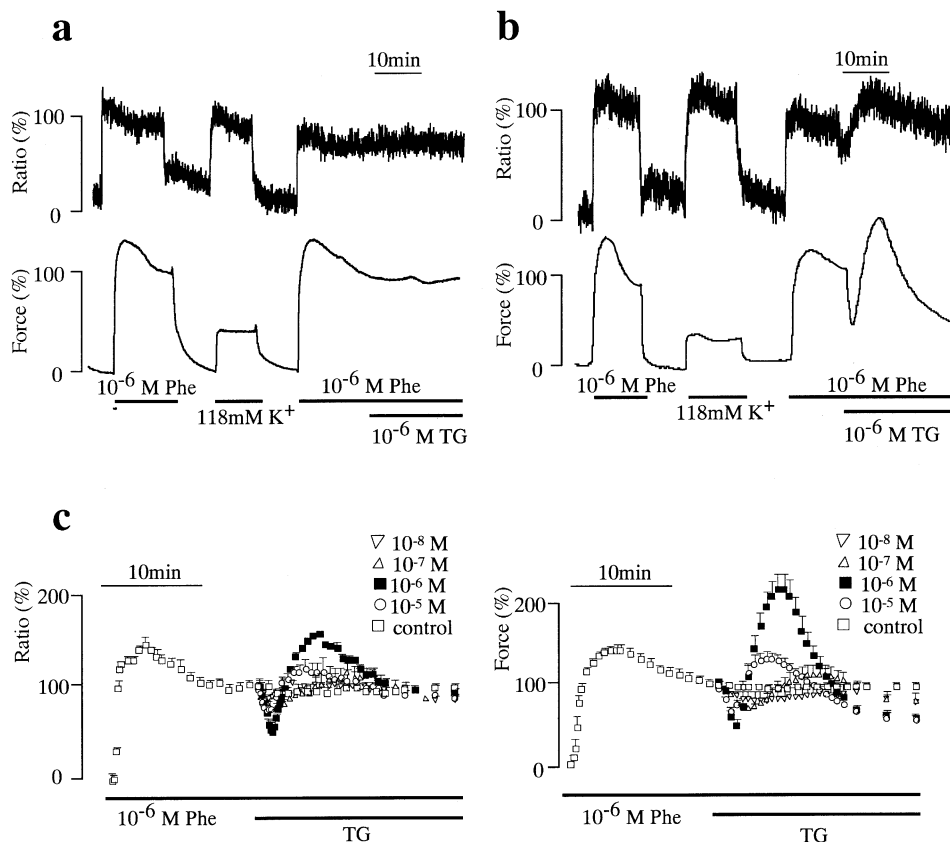 a
10min
Ratio (%)
100
0
Force (%)
100
0
10⁻⁶ M Phe
118mM K⁺
10⁻⁶ M Phe
10⁻⁶ M TG
b
10min
Ratio (%)
100
0
Force (%)
100
0
10⁻⁶ M Phe
118mM K⁺
10⁻⁶ M Phe
10⁻⁶ M TG
c
10min
Ratio (%)
200
100
0
▽ 10⁻⁸ M
△ 10⁻⁷ M
■ 10⁻⁶ M
○ 10⁻⁵ M
□ control
10⁻⁶ M Phe
TG
10min
Force (%)
200
100
0
▽ 10⁻⁸ M
△ 10⁻⁷ M
■ 10⁻⁶ M
○ 10⁻⁵ M
□ control
10⁻⁶ M Phe
TG